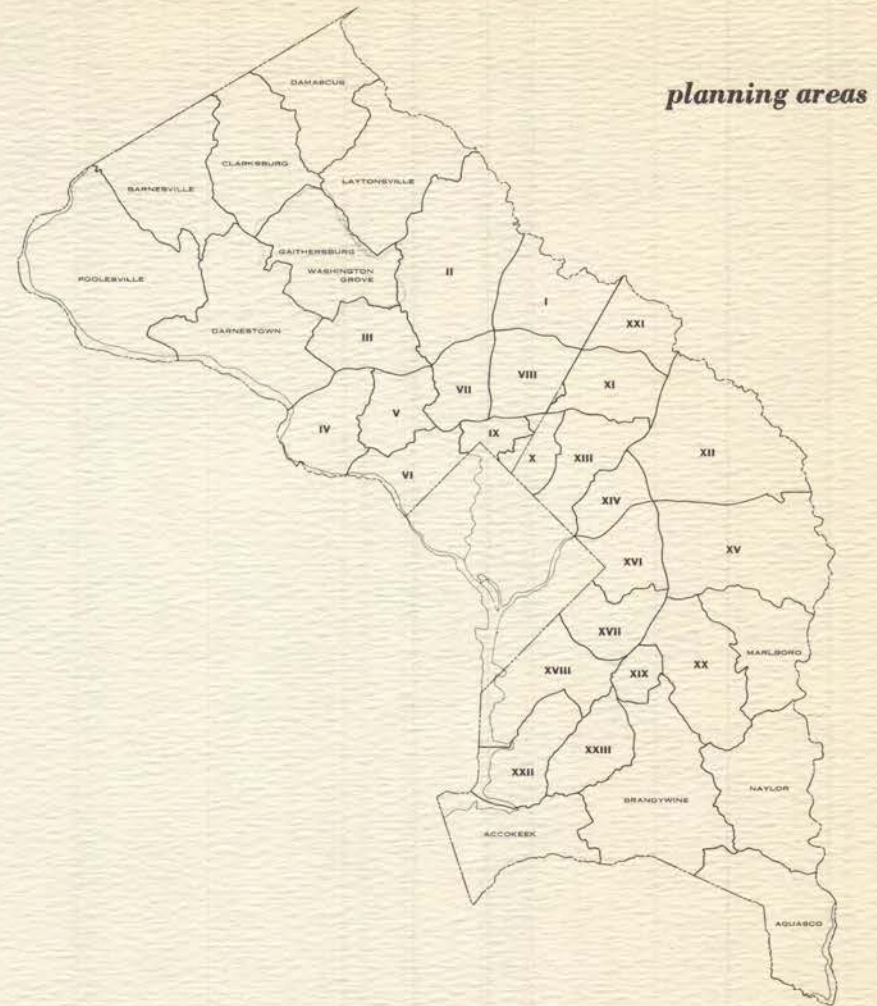 planning areas
DAMASCUS
CLARKSBURG
LAYTONSVILLE
BARNESVILLE
GAITHERSBURG
WASHINGTON
GROVE
POOLESVILLE
DARNESTOWN
II
I
XXI
III
VII
VIII
XI
IV
V
IX
X
XIII
XII
VI
XIV
XV
XVI
XVII
MARLBORO
XVIII
XIX
XX
XXII
XXIII
NAYLOR
BRANDYWINE
ACCOKEEK
AQUASCO